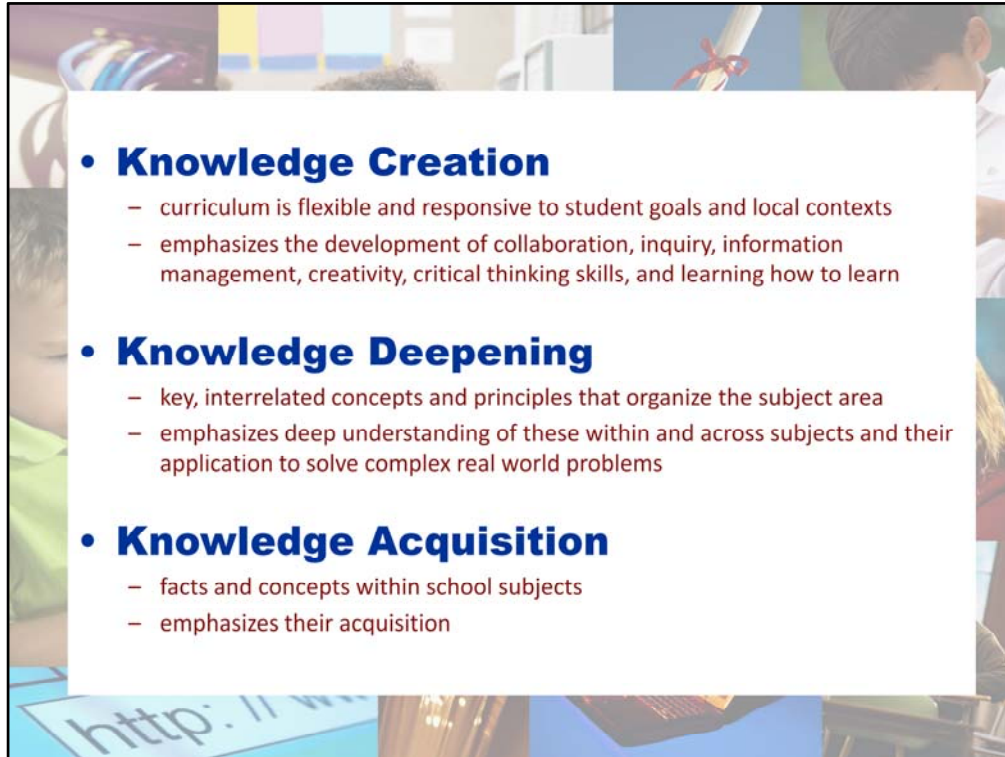 • Knowledge Creation
– curriculum is flexible and responsive to student goals and local contexts
– emphasizes the development of collaboration, inquiry, information
management, creativity, critical thinking skills, and learning how to learn
• Knowledge Deepening
– key, interrelated concepts and principles that organize the subject area
– emphasizes deep understanding of these within and across subjects and their
application to solve complex real world problems
• Knowledge Acquisition
– facts and concepts within school subjects
– emphasizes their acquisition
http: //